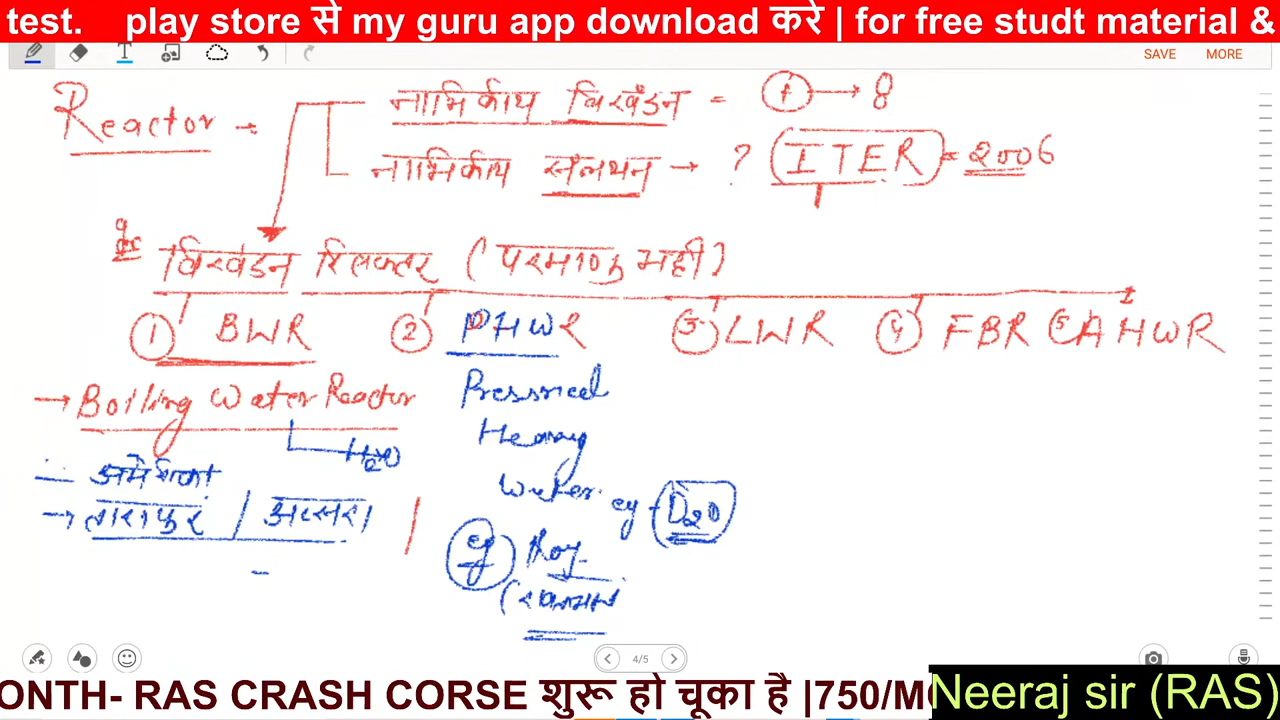 test. play store से my guru app download करे | for free studt material &
SAVE MORE
Reactor → नाभिकीय विखंडन = → 8
नाभिकीय संलयन → ? ITER = 2006
विखंडन रिएक्टर (परमाणु भट्टी)
① BWR ② PHWR ③ LWR ④ FBR ⑤ AHWR
→ Boiling Water Reactor
H2O
अमेरिका
→ तारापुर | अप्सरा |
Pressured
Heavy
Water. eg - D2O
eg Raj.
4/5
ONTH- RAS CRASH CORSE शुरू हो चूका है |750/M
Neeraj sir (RAS)